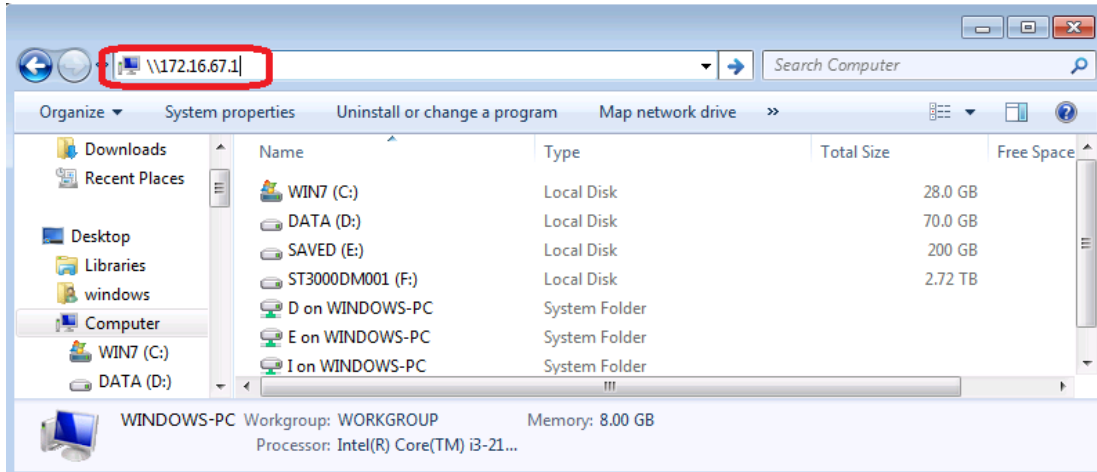 \\172.16.67.1
Search Computer
Organize System properties Uninstall or change a program Map network drive »
Downloads
Recent Places
Desktop
Libraries
windows
Computer
WIN7 (C:)
DATA (D:)
Name Type Total Size Free Space
WIN7 (C:) Local Disk 28.0 GB
DATA (D:) Local Disk 70.0 GB
SAVED (E:) Local Disk 200 GB
ST3000DM001 (F:) Local Disk 2.72 TB
D on WINDOWS-PC System Folder
E on WINDOWS-PC System Folder
I on WINDOWS-PC System Folder
WINDOWS-PC Workgroup: WORKGROUP Memory: 8.00 GB
Processor: Intel(R) Core(TM) i3-21...